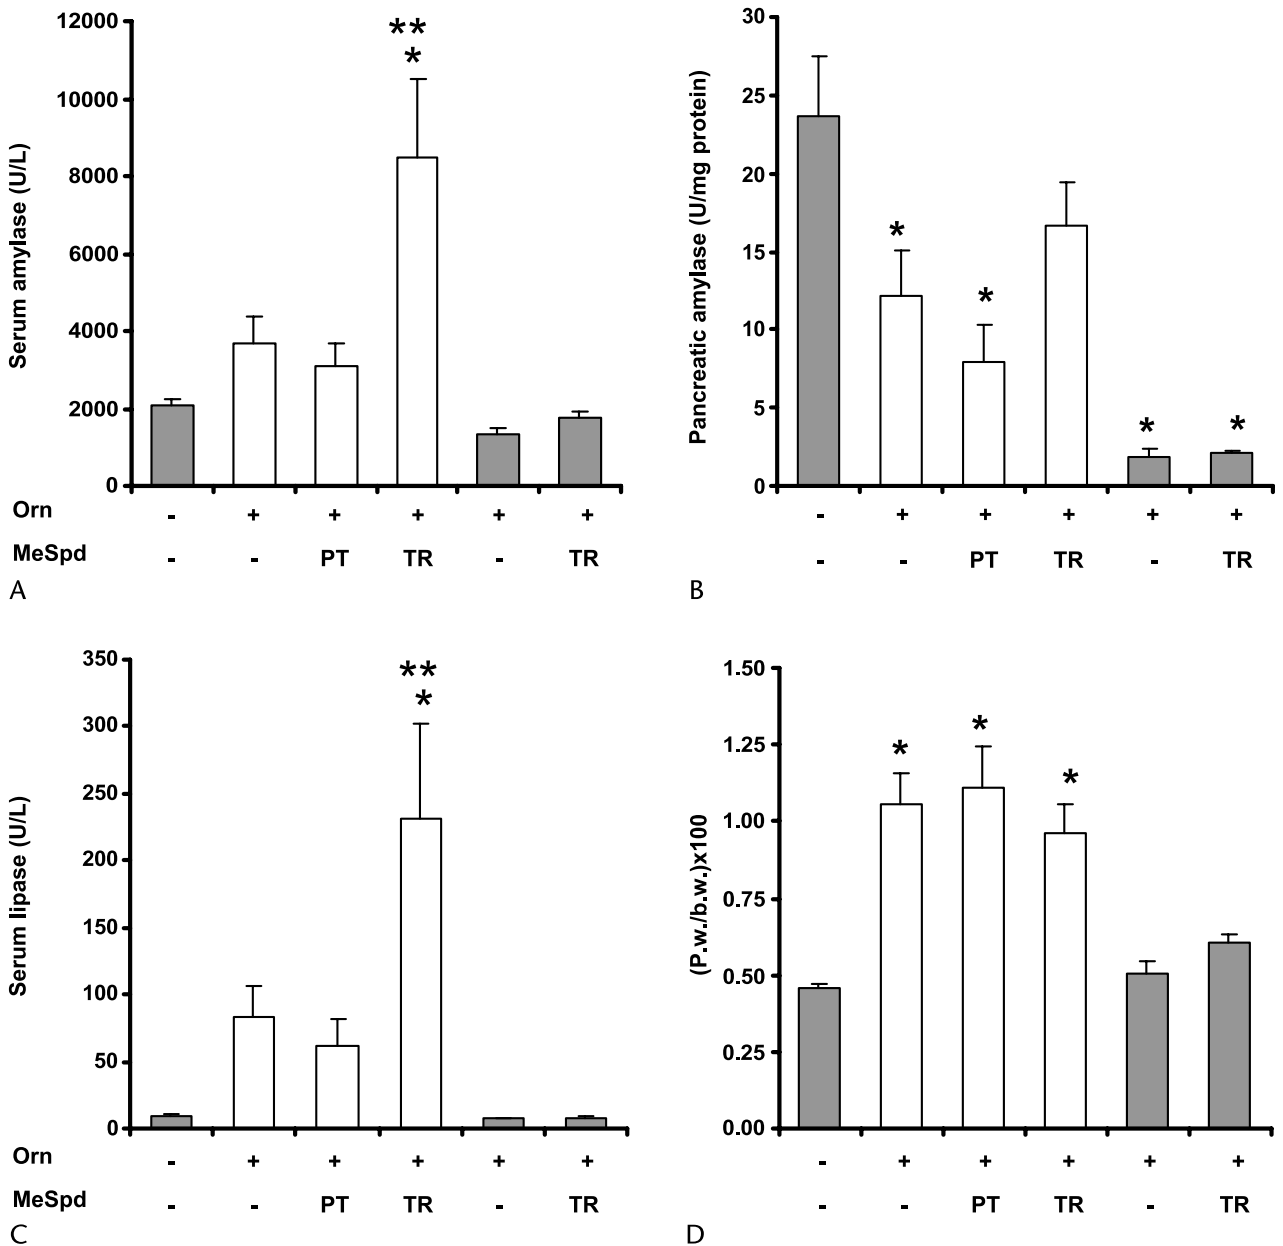 12000
10000
8000
6000
4000
2000
0
Serum amylase (U/L)
**
*
Orn - + + + + +
MeSpd - - PT TR - TR
A
30
25
20
15
10
5
0
Pancreatic amylase (U/mg protein)
* * * *
- + + + + +
- - PT TR - TR
B
350
300
250
200
150
100
50
0
Serum lipase (U/L)
**
*
Orn - + + + + +
MeSpd - - PT TR - TR
C
1.50
1.25
1.00
0.75
0.50
0.25
0.00
(P.w./b.w.)x100
* * *
- + + + + +
- - PT TR - TR
D